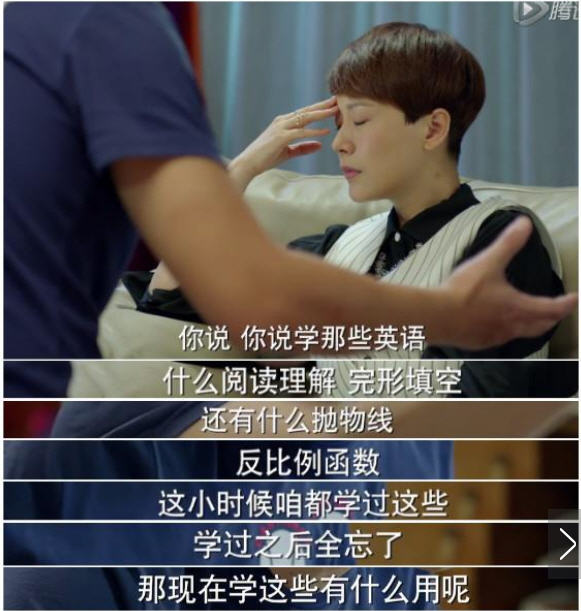 腾
你说 你说学那些英语
什么阅读理解 完形填空
还有什么抛物线
反比例函数
这小时候咱都学过这些
学过之后全忘了
那现在学这些有什么用呢